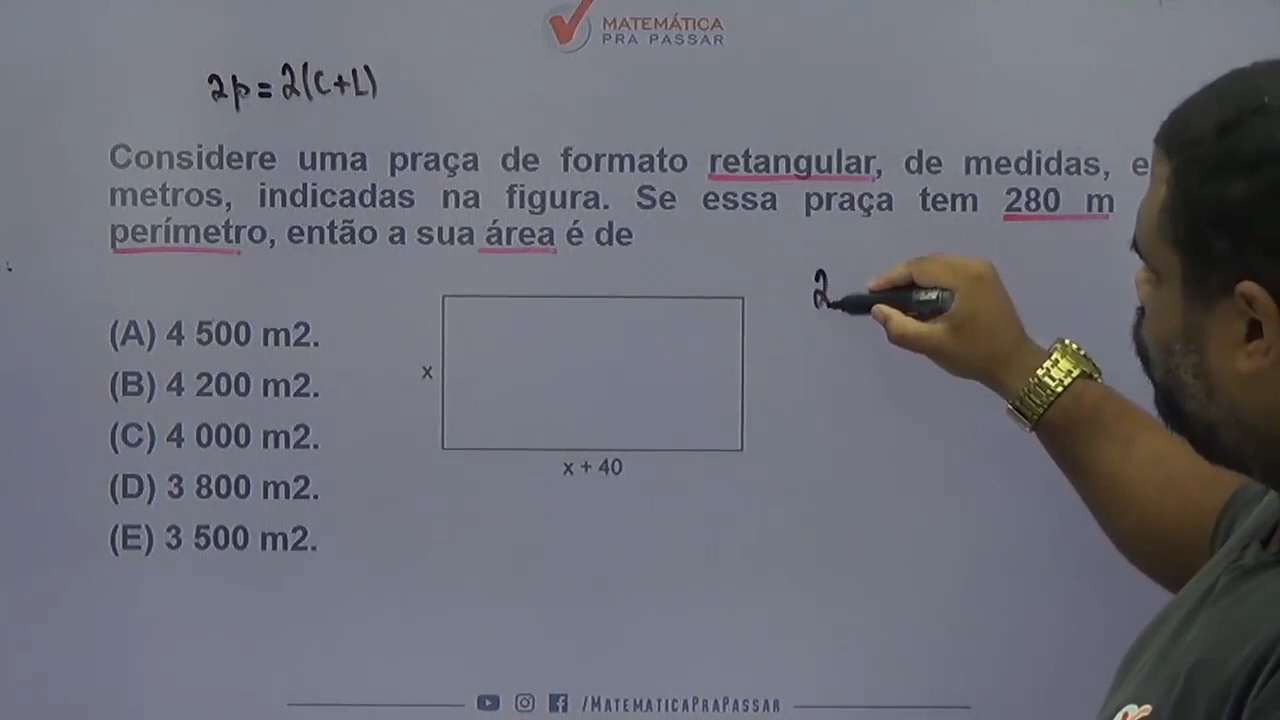 MATEMÁTICA
PRA PASSAR
2p = 2(C+L)
Considere uma praça de formato retangular, de medidas, e
metros, indicadas na figura. Se essa praça tem 280 m
perímetro, então a sua área é de
2
(A) 4 500 m2.
(B) 4 200 m2.
(C) 4 000 m2.
(D) 3 800 m2.
(E) 3 500 m2.
x
x + 40
/MATEMATICAPRAPASSAR